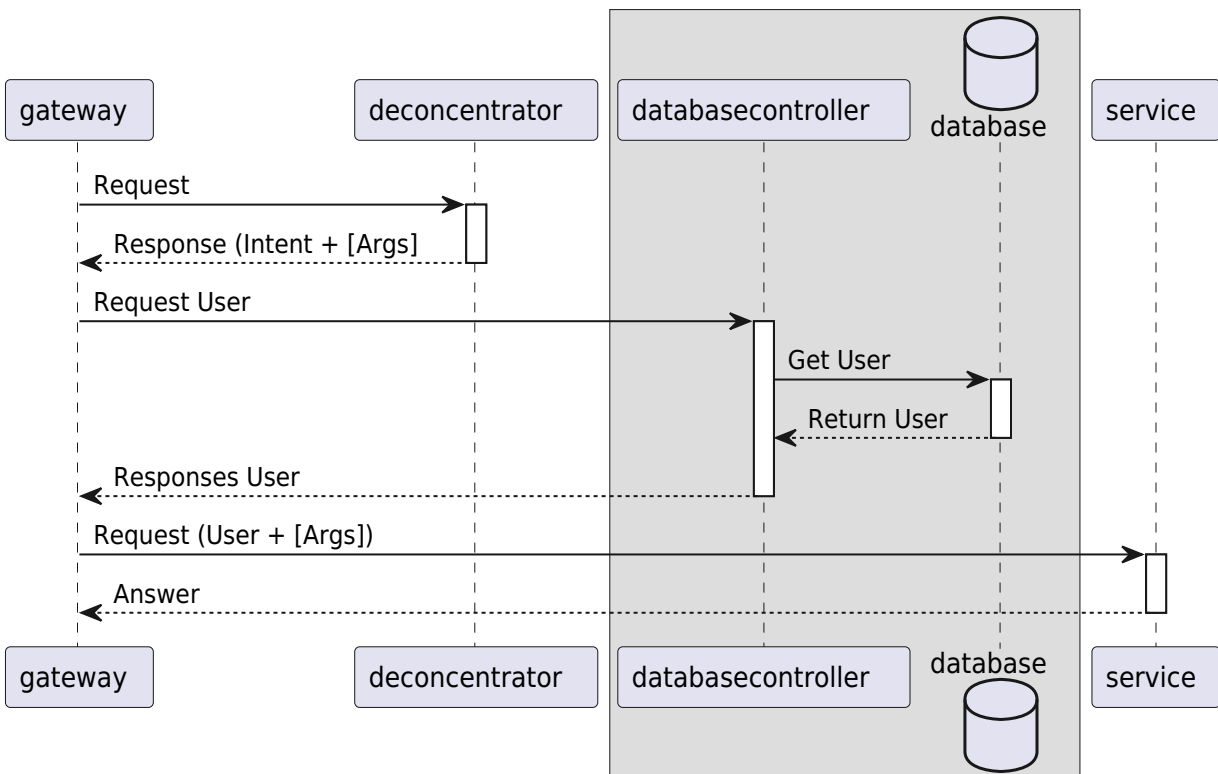 gateway
deconcentrator
databasecontroller
database
service
Request
Response (Intent + [Args]
Request User
Get User
Return User
Responses User
Request (User + [Args])
Answer
gateway
deconcentrator
databasecontroller
database
service